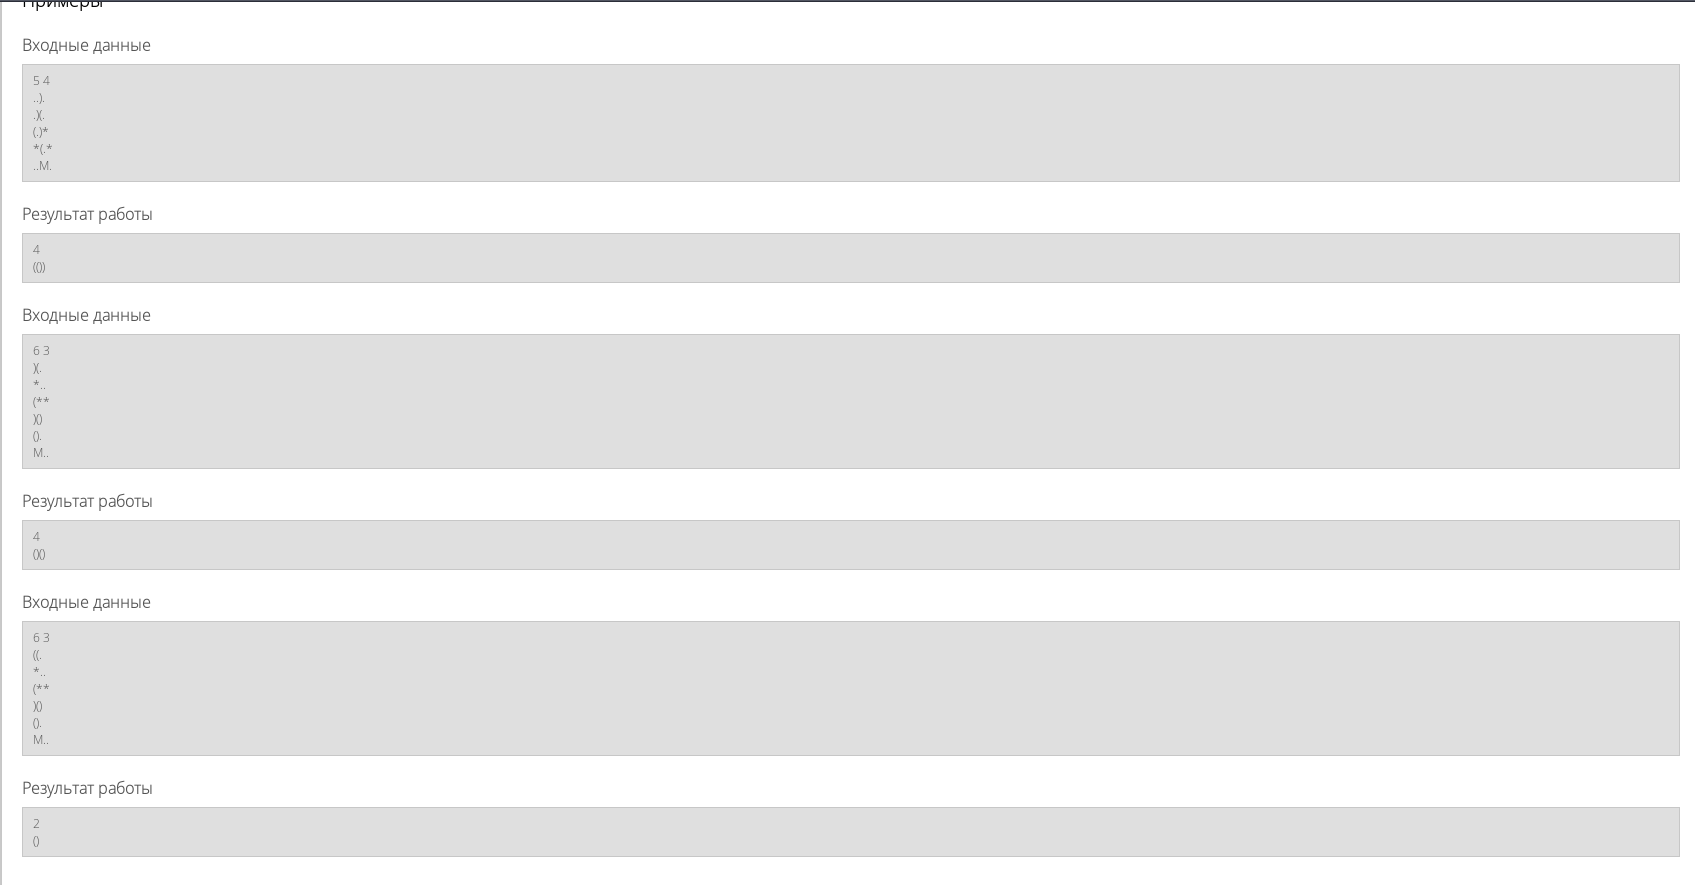 Примеры
Входные данные
5 4
..).
.)(.
(.)*
*(.*
..M.
Результат работы
4
(())
Входные данные
6 3
)(.
*..
(**
)()
().
M..
Результат работы
4
()()
Входные данные
6 3
((.
*..
(**
)()
().
M..
Результат работы
2
()